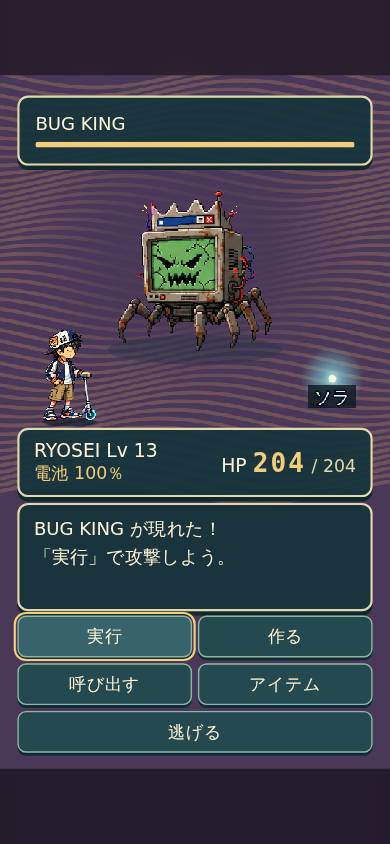 BUG KING
ソラ
RYOSEI Lv 13
電池 100%
HP 204 / 204
BUG KING が現れた!
「実行」で攻撃しよう。
実行
作る
呼び出す
アイテム
逃げる